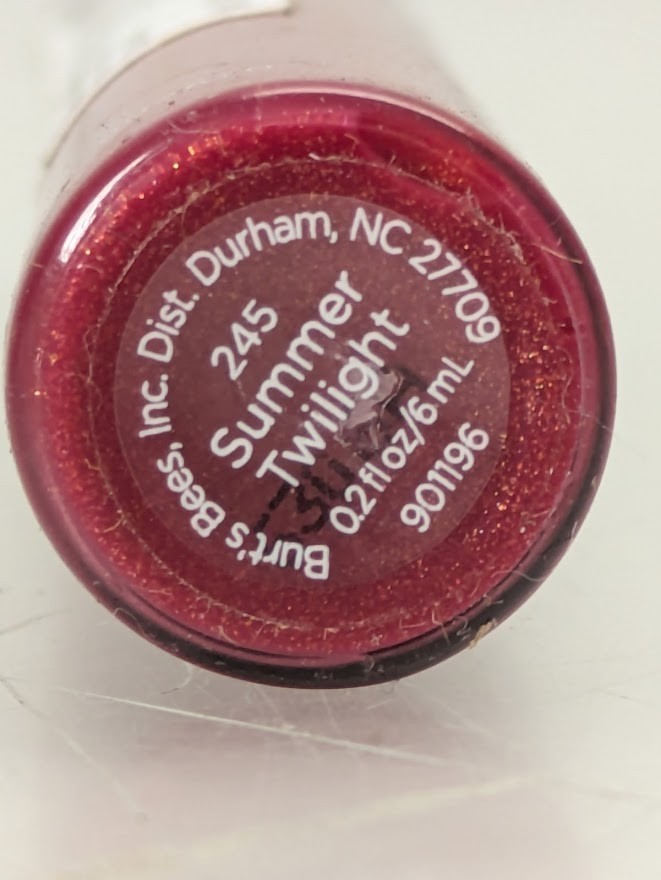 Burt's Bees, Inc. Dist. Durham, NC 27709
245
Summer
Twilight
0.2 fl oz/6 mL
901196